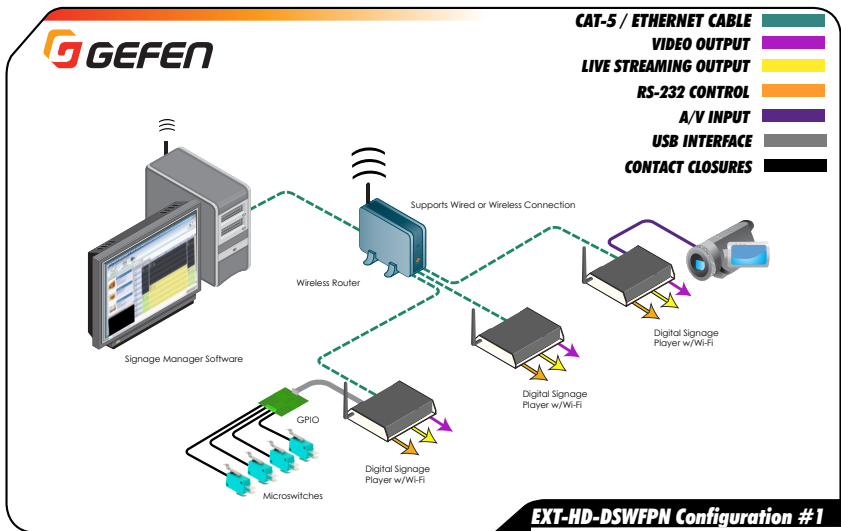 GEFEN
CAT-5 / ETHERNET CABLE
VIDEO OUTPUT
LIVE STREAMING OUTPUT
RS-232 CONTROL
A/V INPUT
USB INTERFACE
CONTACT CLOSURES
Supports Wired or Wireless Connection
Wireless Router
Signage Manager Software
Digital Signage
Player w/Wi-Fi
Digital Signage
Player w/Wi-Fi
GPIO
Digital Signage
Player w/Wi-Fi
Microswitches
EXT-HD-DSWFPN Configuration #1